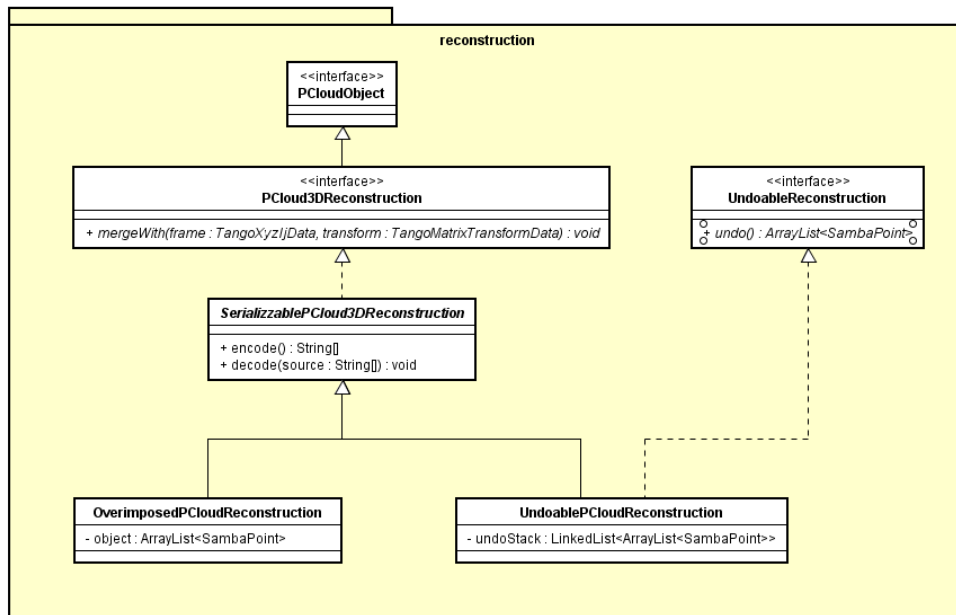 reconstruction
<<interface>>
PCloudObject
<<interface>>
PCloud3DReconstruction
+ mergeWith(frame : TangoXyzIjData, transform : TangoMatrixTransformData) : void
<<interface>>
UndoableReconstruction
+ undo() : ArrayList<SambaPoint>
SerializzablePCloud3DReconstruction
+ encode() : String[]
+ decode(source : String[]) : void
OverimposedPCloudReconstruction
- object : ArrayList<SambaPoint>
UndoablePCloudReconstruction
- undoStack : LinkedList<ArrayList<SambaPoint>>